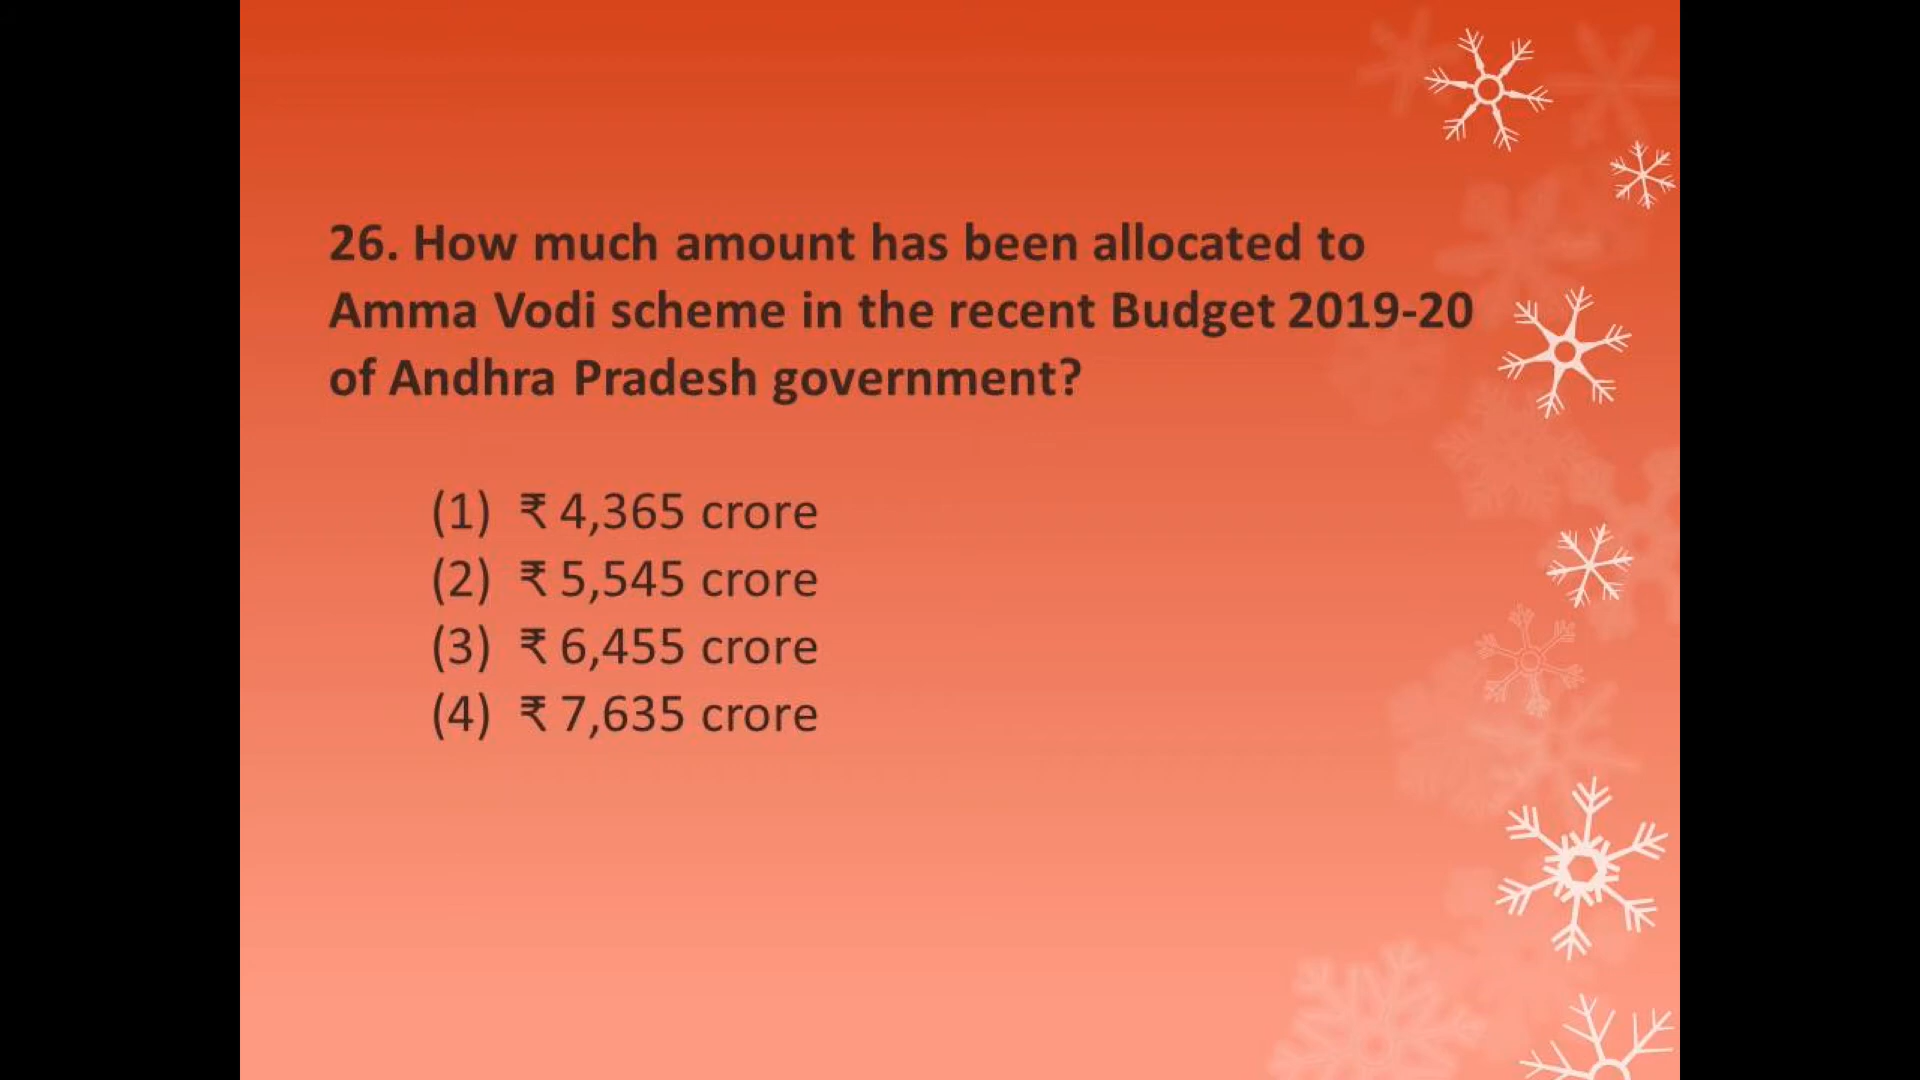 26. How much amount has been allocated to
Amma Vodi scheme in the recent Budget 2019-20
of Andhra Pradesh government?
(1) ₹ 4,365 crore
(2) ₹ 5,545 crore
(3) ₹ 6,455 crore
(4) ₹ 7,635 crore